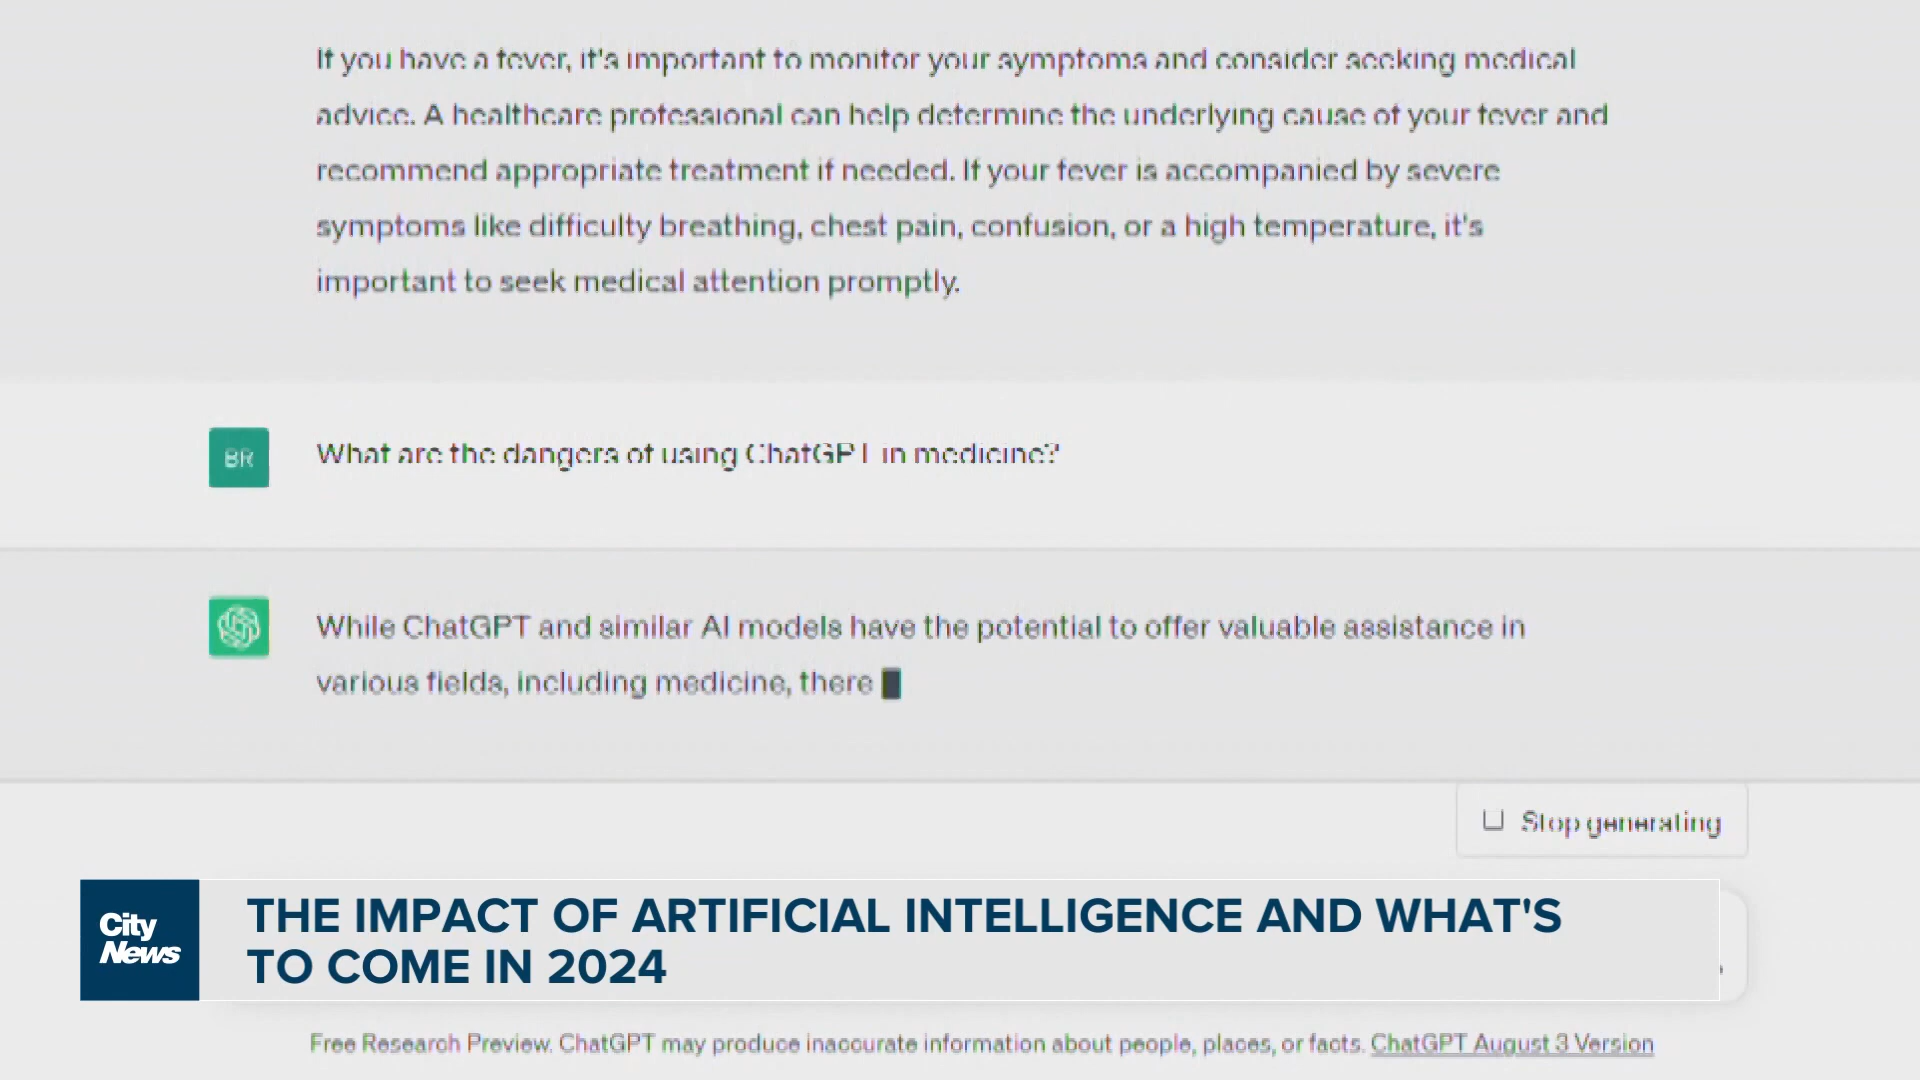 If you have a fever, it's important to monitor your symptoms and consider seeking medical
advice. A healthcare professional can help determine the underlying cause of your fever and
recommend appropriate treatment if needed. If your fever is accompanied by severe
symptoms like difficulty breathing, chest pain, confusion, or a high temperature, it's
important to seek medical attention promptly.
BR
What are the dangers of using ChatGPT in medicine?
While ChatGPT and similar AI models have the potential to offer valuable assistance in
various fields, including medicine, there
Stop generating
City
News
THE IMPACT OF ARTIFICIAL INTELLIGENCE AND WHAT'S
TO COME IN 2024
Free Research Preview. ChatGPT may produce inaccurate information about people, places, or facts. ChatGPT August 3 Version